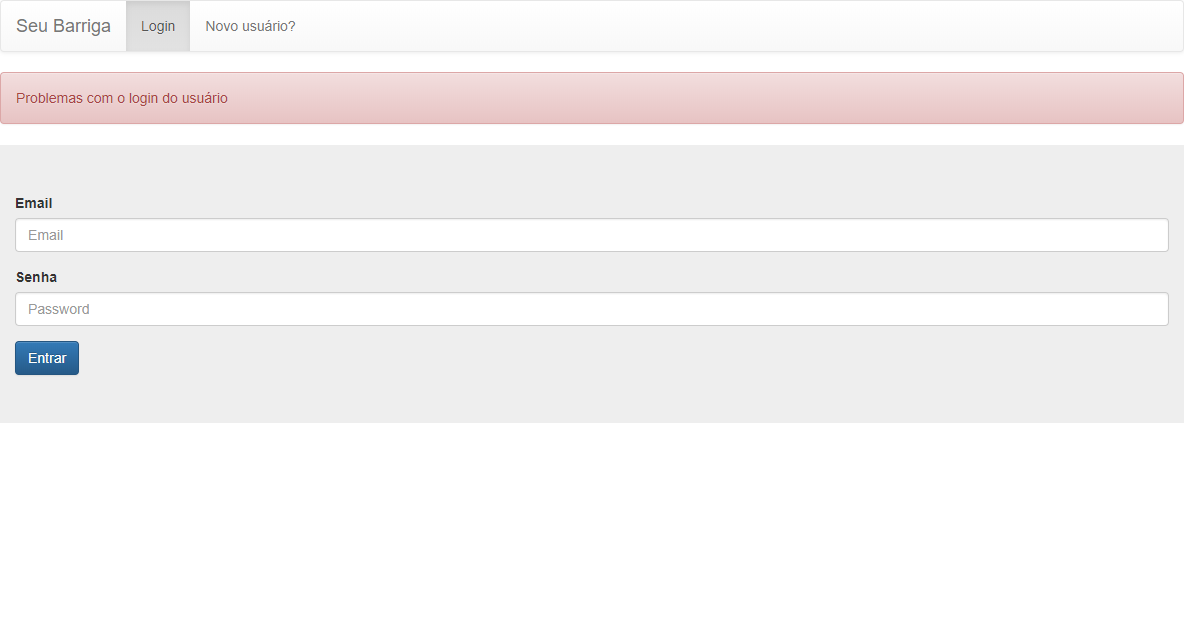 Seu Barriga Login Novo usuário?
Problemas com o login do usuário
Email
Email
Senha
Password
Entrar